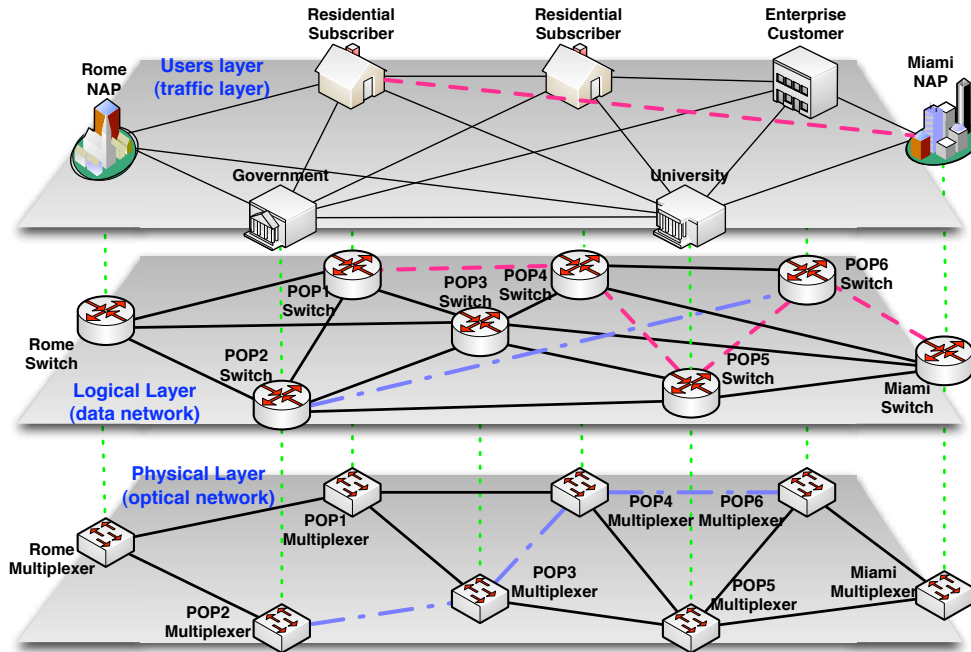 Residential
Subscriber
Residential
Subscriber
Enterprise
Customer
Rome
NAP
Users layer
(traffic layer)
Miami
NAP
Government
University
POP1
Switch
POP3
Switch
POP4
Switch
POP6
Switch
Rome
Switch
POP2
Switch
POP5
Switch
Miami
Switch
Logical Layer
(data network)
Physical Layer
(optical network)
POP1
Multiplexer
POP4
Multiplexer
POP6
Multiplexer
Rome
Multiplexer
POP2
Multiplexer
POP3
Multiplexer
POP5
Multiplexer
Miami
Multiplexer